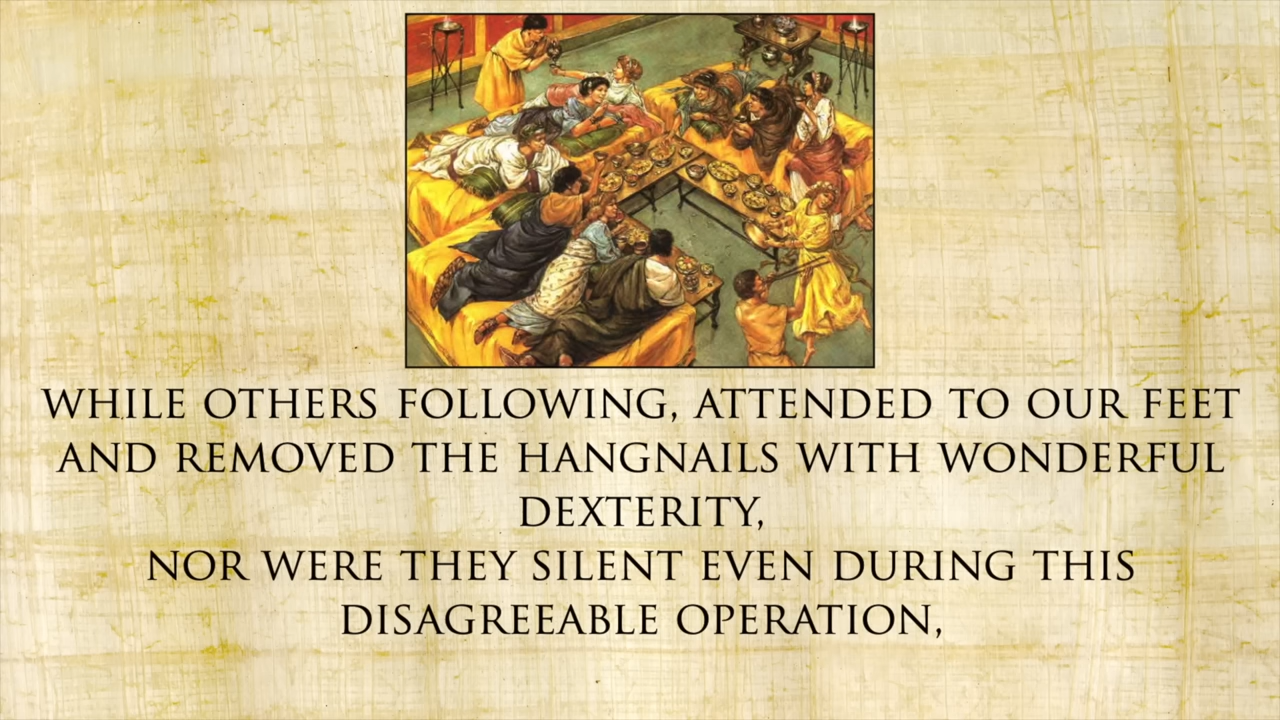 WHILE OTHERS FOLLOWING, ATTENDED TO OUR FEET
AND REMOVED THE HANGNAILS WITH WONDERFUL
DEXTERITY,
NOR WERE THEY SILENT EVEN DURING THIS
DISAGREEABLE OPERATION,